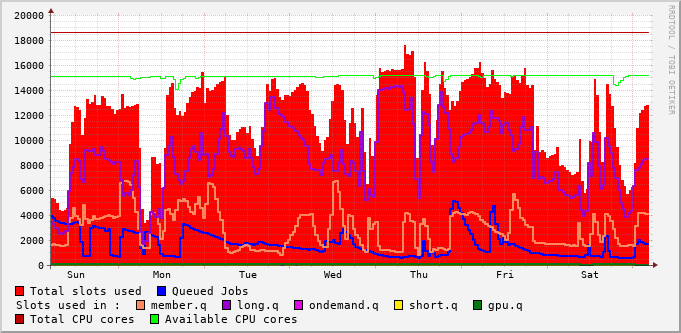 20000
18000
16000
14000
12000
10000
8000
6000
4000
2000
0
Sun Mon Tue Wed Thu Fri Sat
Total slots used Queued Jobs
Slots used in : member.q long.q ondemand.q short.q gpu.q
Total CPU cores Available CPU cores
RRDTOOL / TOBI OETIKER